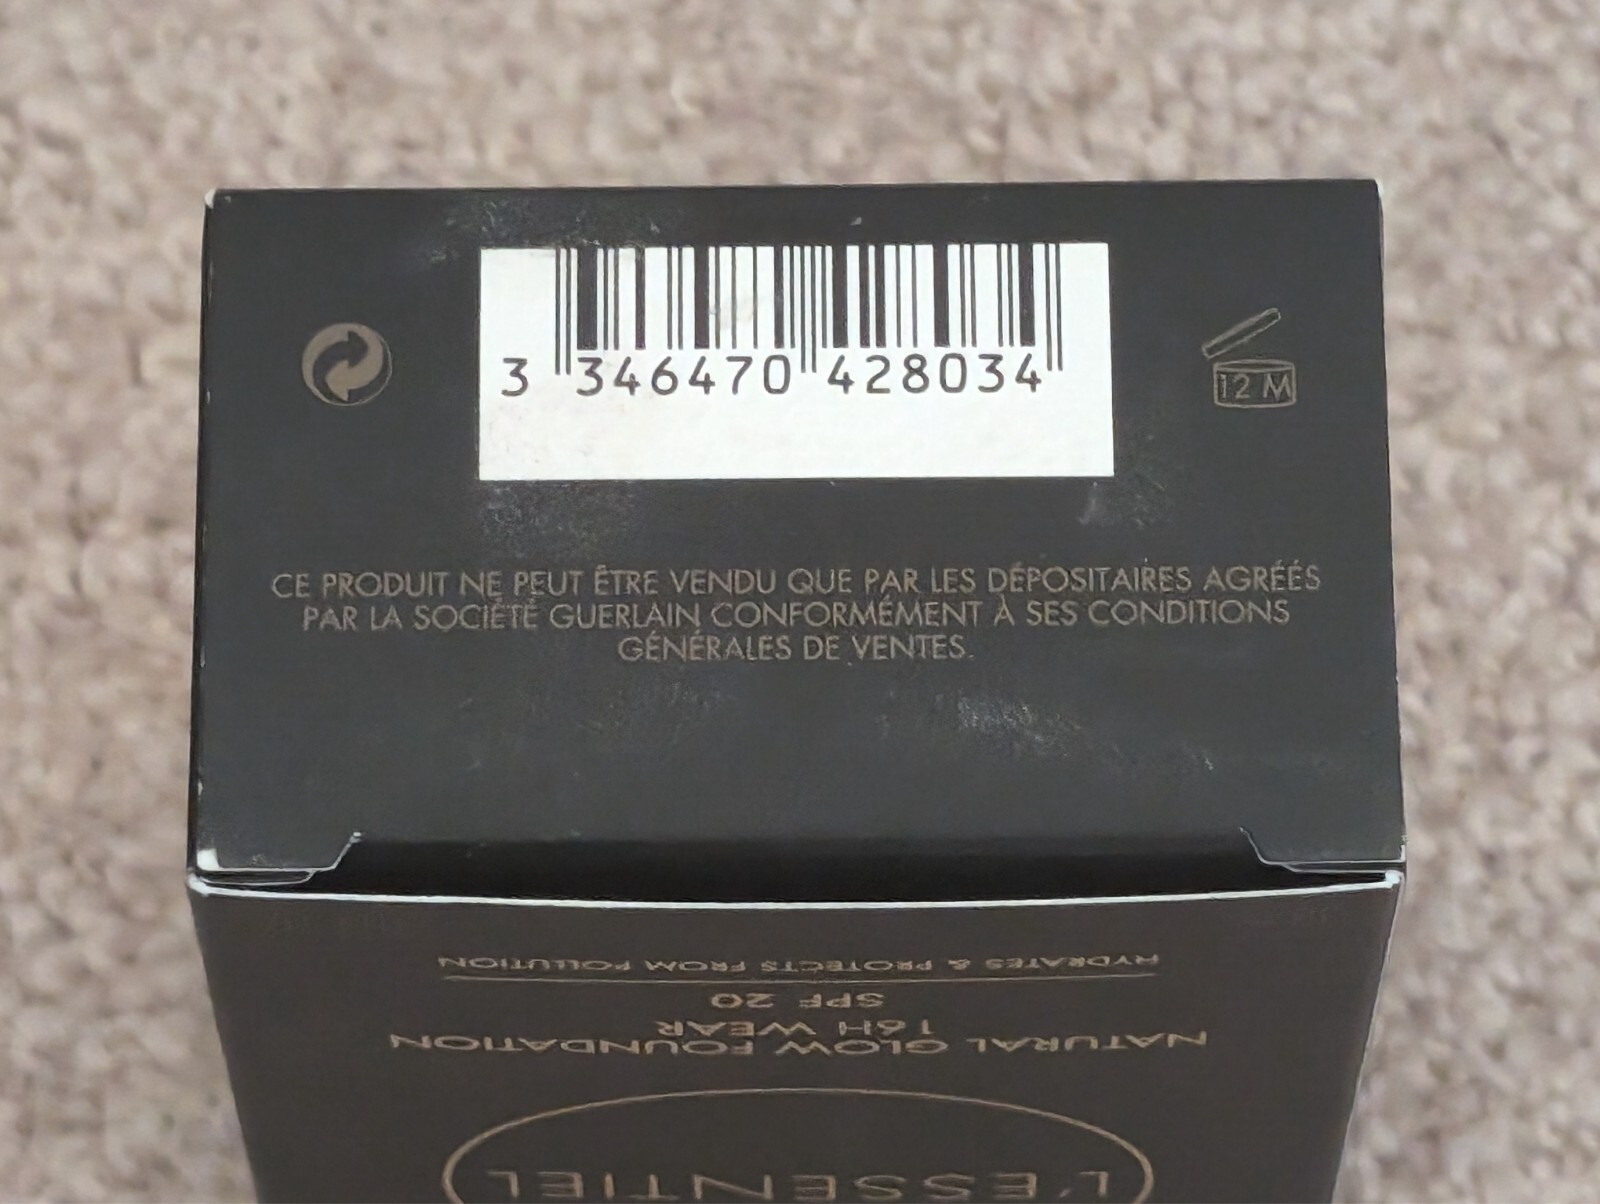 3 346470 428034
12 M
CE PRODUIT NE PEUT ÊTRE VENDU QUE PAR LES DÉPOSITAIRES AGRÉÉS
PAR LA SOCIÉTÉ GUERLAIN CONFORMÉMENT À SES CONDITIONS
GÉNÉRALES DE VENTES.
HYDRATES & PROTECTS FROM POLLUTION
SPF 20
16H WEAR
NATURAL GLOW FOUNDATION
L'ESSENTIEL